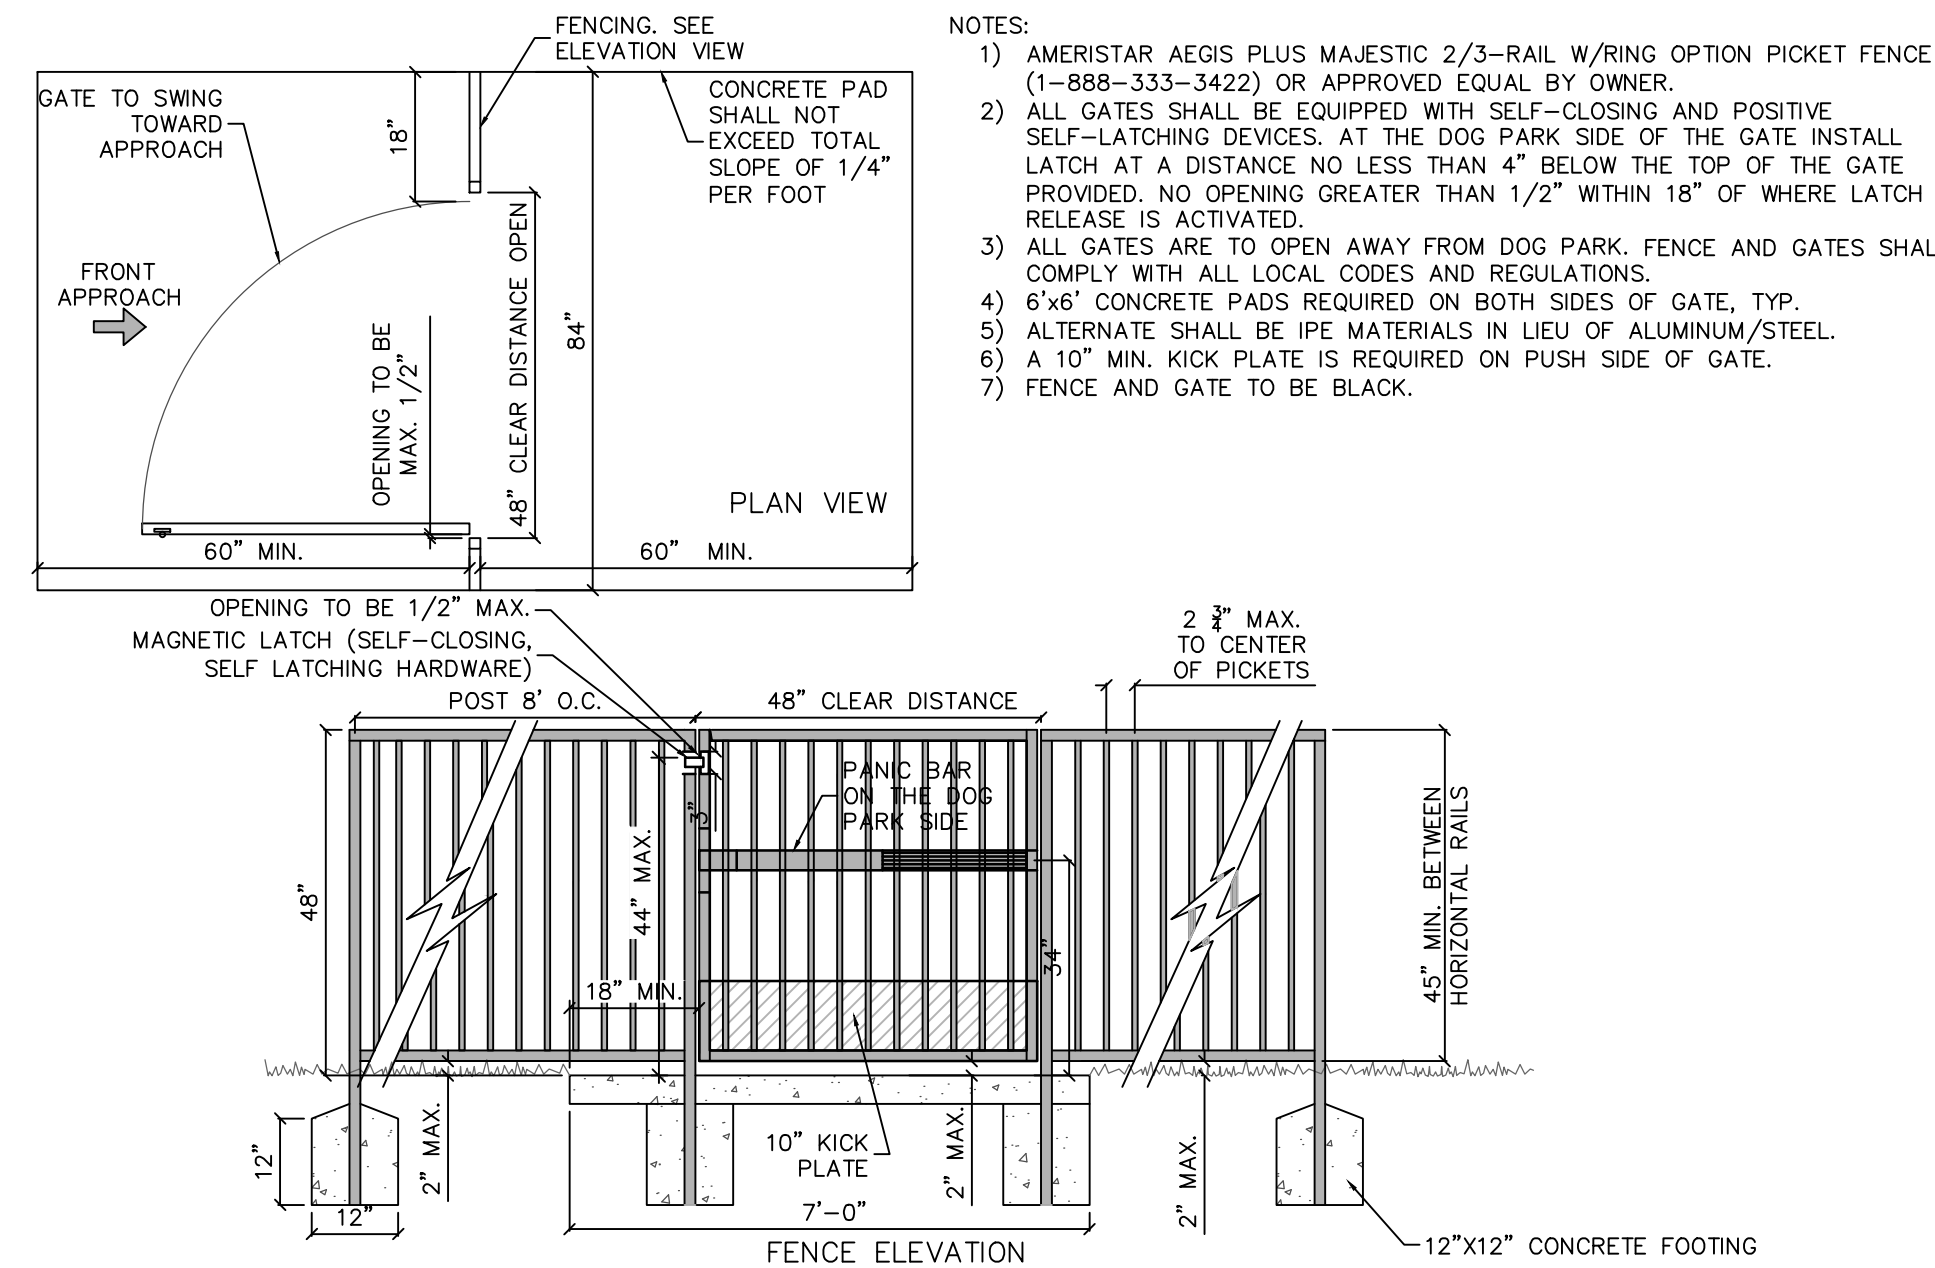 FENCING. SEE
ELEVATION VIEW
GATE TO SWING
TOWARD
APPROACH
18"
CONCRETE PAD
SHALL NOT
EXCEED TOTAL
SLOPE OF 1/4"
PER FOOT
FRONT
APPROACH
OPENING TO BE
MAX. 1/2"
48" CLEAR DISTANCE OPEN
84"
PLAN VIEW
60" MIN.
60" MIN.
NOTES:
1) AMERISTAR AEGIS PLUS MAJESTIC 2/3-RAIL W/RING OPTION PICKET FENCE
(1-888-333-3422) OR APPROVED EQUAL BY OWNER.
2) ALL GATES SHALL BE EQUIPPED WITH SELF-CLOSING AND POSITIVE
SELF-LATCHING DEVICES. AT THE DOG PARK SIDE OF THE GATE INSTALL
LATCH AT A DISTANCE NO LESS THAN 4" BELOW THE TOP OF THE GATE
PROVIDED. NO OPENING GREATER THAN 1/2" WITHIN 18" OF WHERE LATCH
RELEASE IS ACTIVATED.
3) ALL GATES ARE TO OPEN AWAY FROM DOG PARK. FENCE AND GATES SHAL
COMPLY WITH ALL LOCAL CODES AND REGULATIONS.
4) 6'x6' CONCRETE PADS REQUIRED ON BOTH SIDES OF GATE, TYP.
5) ALTERNATE SHALL BE IPE MATERIALS IN LIEU OF ALUMINUM/STEEL.
6) A 10" MIN. KICK PLATE IS REQUIRED ON PUSH SIDE OF GATE.
7) FENCE AND GATE TO BE BLACK.
OPENING TO BE 1/2" MAX.
MAGNETIC LATCH (SELF-CLOSING,
SELF LATCHING HARDWARE)
POST 8' O.C.
48" CLEAR DISTANCE
2 3/4" MAX.
TO CENTER
OF PICKETS
PANIC BAR
ON THE DOG
PARK SIDE
3"
48"
44" MAX.
34"
18" MIN.
45" MIN. BETWEEN
HORIZONTAL RAILS
12"
12"
2" MAX.
10" KICK
PLATE
2" MAX.
2" MAX.
7'-0"
12"X12" CONCRETE FOOTING
FENCE ELEVATION